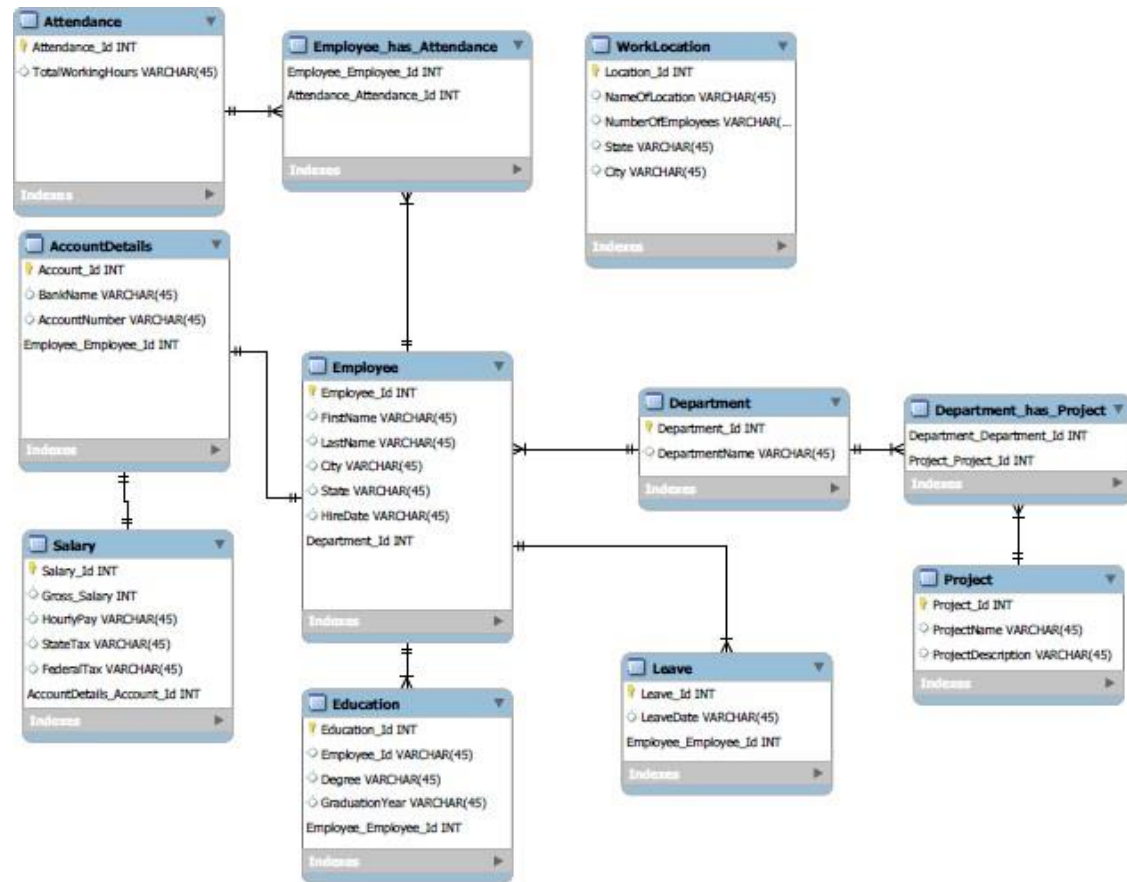 Attendance
Attendance_Id INT
TotalWorkingHours VARCHAR(45)
Indexes
Employee_has_Attendance
Employee_Employee_Id INT
Attendance_Attendance_Id INT
Indexes
WorkLocation
Location_Id INT
NameOfLocation VARCHAR(45)
NumberOfEmployees VARCHAR(...
State VARCHAR(45)
City VARCHAR(45)
Indexes
AccountDetails
Account_Id INT
BankName VARCHAR(45)
AccountNumber VARCHAR(45)
Employee_Employee_Id INT
Indexes
Employee
Employee_Id INT
FirstName VARCHAR(45)
LastName VARCHAR(45)
City VARCHAR(45)
State VARCHAR(45)
HireDate VARCHAR(45)
Department_Id INT
Indexes
Department
Department_Id INT
DepartmentName VARCHAR(45)
Indexes
Department_has_Project
Department_Department_Id INT
Project_Project_Id INT
Indexes
Salary
Salary_Id INT
Gross_Salary INT
HourlyPay VARCHAR(45)
StateTax VARCHAR(45)
FederalTax VARCHAR(45)
AccountDetails_Account_Id INT
Indexes
Education
Education_Id INT
Employee_Id VARCHAR(45)
Degree VARCHAR(45)
GraduationYear VARCHAR(45)
Employee_Employee_Id INT
Indexes
Leave
Leave_Id INT
LeaveDate VARCHAR(45)
Employee_Employee_Id INT
Indexes
Project
Project_Id INT
ProjectName VARCHAR(45)
ProjectDescription VARCHAR(45)
Indexes